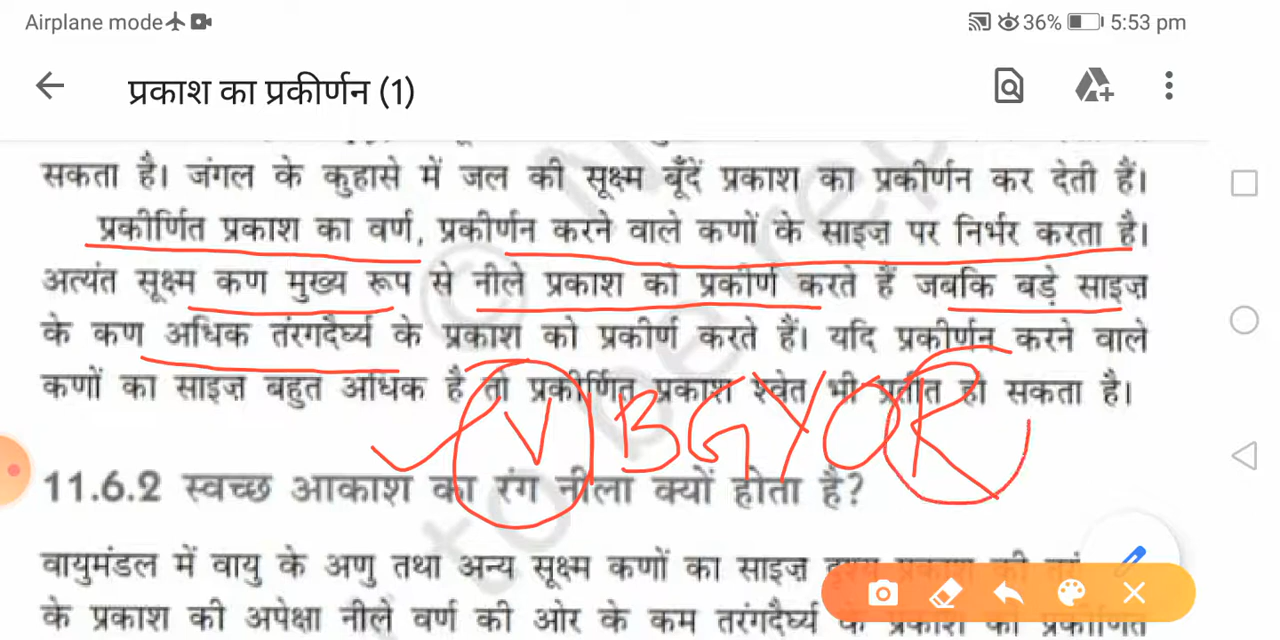 Airplane mode 36% 5:53 pm
प्रकाश का प्रकीर्णन (1)
सकता है। जंगल के कुहासे में जल की सूक्ष्म बूँदें प्रकाश का प्रकीर्णन कर देती हैं।
प्रकीर्णित प्रकाश का वर्ण, प्रकीर्णन करने वाले कणों के साइज़ पर निर्भर करता है।
अत्यंत सूक्ष्म कण मुख्य रूप से नीले प्रकाश को प्रकीर्ण करते हैं जबकि बड़े साइज़
के कण अधिक तरंगदैर्घ्य के प्रकाश को प्रकीर्ण करते हैं। यदि प्रकीर्णन करने वाले
कणों का साइज़ बहुत अधिक है तो प्रकीर्णित प्रकाश श्वेत भी प्रतीत हो सकता है।
V B G Y O R
11.6.2 स्वच्छ आकाश का रंग नीला क्यों होता है?
वायुमंडल में वायु के अणु तथा अन्य सूक्ष्म कणों का साइज़ दृश्य प्रकाश की
के प्रकाश की अपेक्षा नीले वर्ण की ओर के कम तरंगदैर्घ्य के प्रकाश को प्रकीर्णित